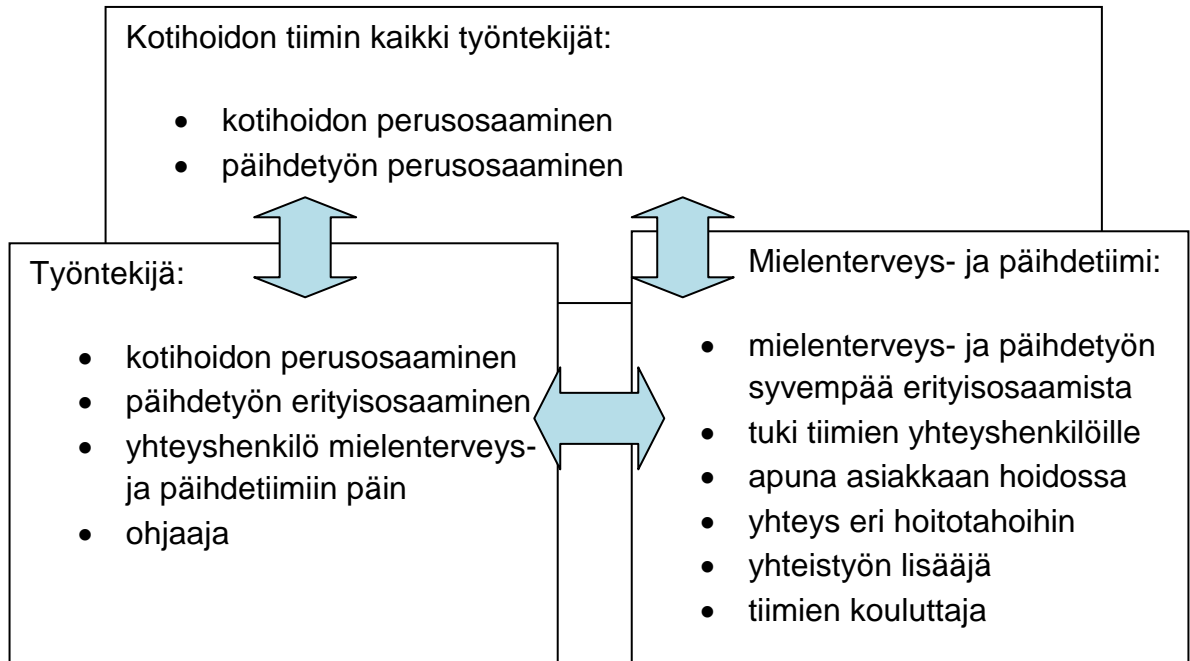 Kotihoidon tiimin kaikki työntekijät:
• kotihoidon perusosaaminen
• päihdetyön perusosaaminen
Työntekijä:
• kotihoidon perusosaaminen
• päihdetyön erityisosaaminen
• yhteyshenkilö mielenterveys-
ja päihdetiimiin päin
• ohjaaja
Mielenterveys- ja päihdetiimi:
• mielenterveys- ja päihdetyön
syvempää erityisosaamista
• tuki tiimien yhteyshenkilöille
• apuna asiakkaan hoidossa
• yhteys eri hoitotahoihin
• yhteistyön lisääjä
• tiimien kouluttaja